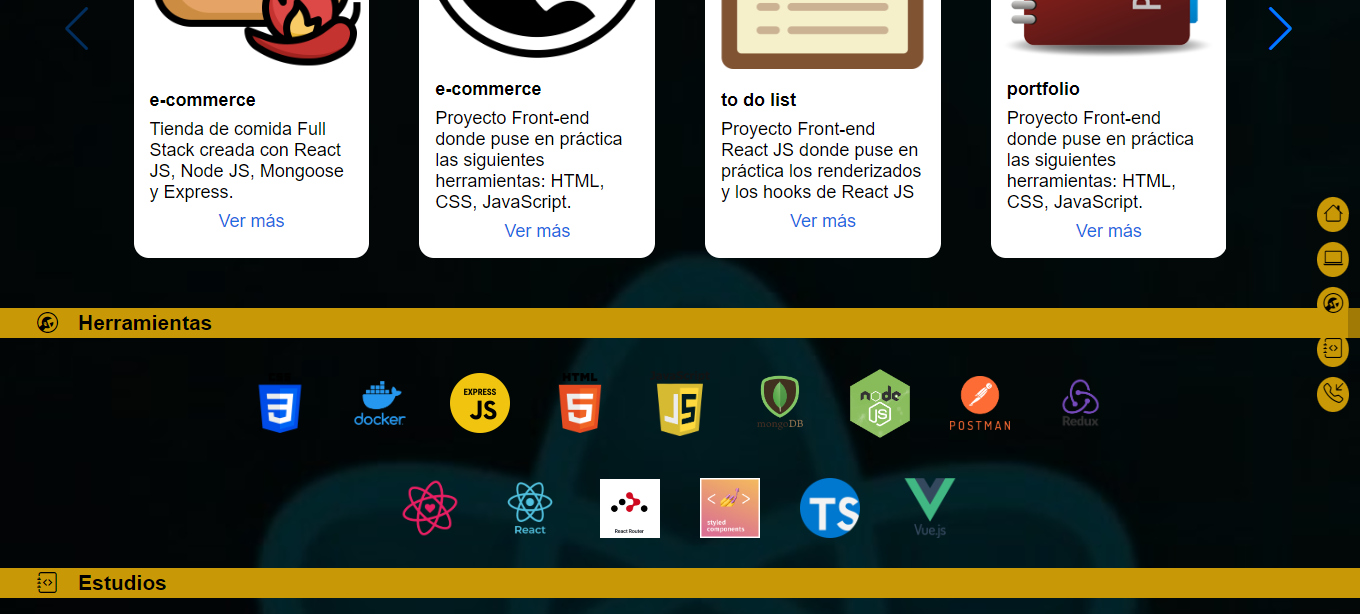 P
e-commerce
Tienda de comida Full
Stack creada con React
JS, Node JS, Mongoose
y Express.
Ver más
e-commerce
Proyecto Front-end
donde puse en práctica
las siguientes
herramientas: HTML,
CSS, JavaScript.
Ver más
to do list
Proyecto Front-end
React JS donde puse en
práctica los renderizados
y los hooks de React JS
Ver más
portfolio
Proyecto Front-end
donde puse en práctica
las siguientes
herramientas: HTML,
CSS, JavaScript.
Ver más
Herramientas
CSS
3
docker
EXPRESS
JS
HTML
5
JS
mongoDB
node
JS
POSTMAN
Redux
React
React Router
< >
styled
components
TS
Vue.js
Estudios